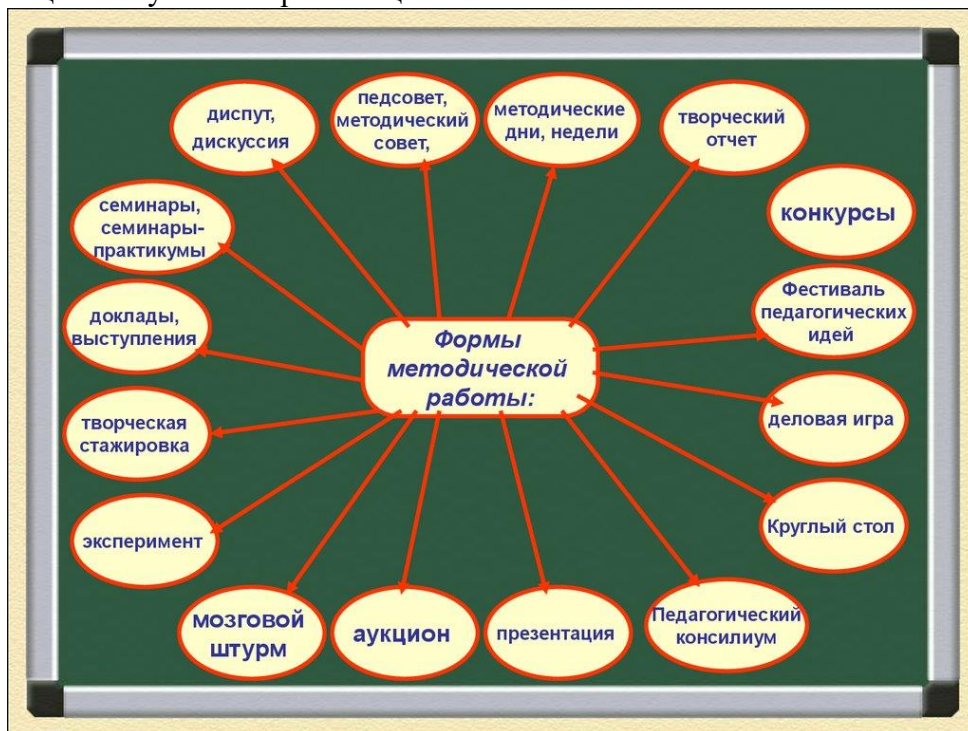 диспут,
дискуссия
педсовет,
методический
совет,
методические
дни, недели
творческий
отчет
конкурсы
семинары,
семинары-
практикумы
Фестиваль
педагогических
идей
доклады,
выступления
Формы
методической
работы:
деловая игра
творческая
стажировка
Круглый стол
эксперимент
мозговой
штурм
аукцион
презентация
Педагогический
консилиум